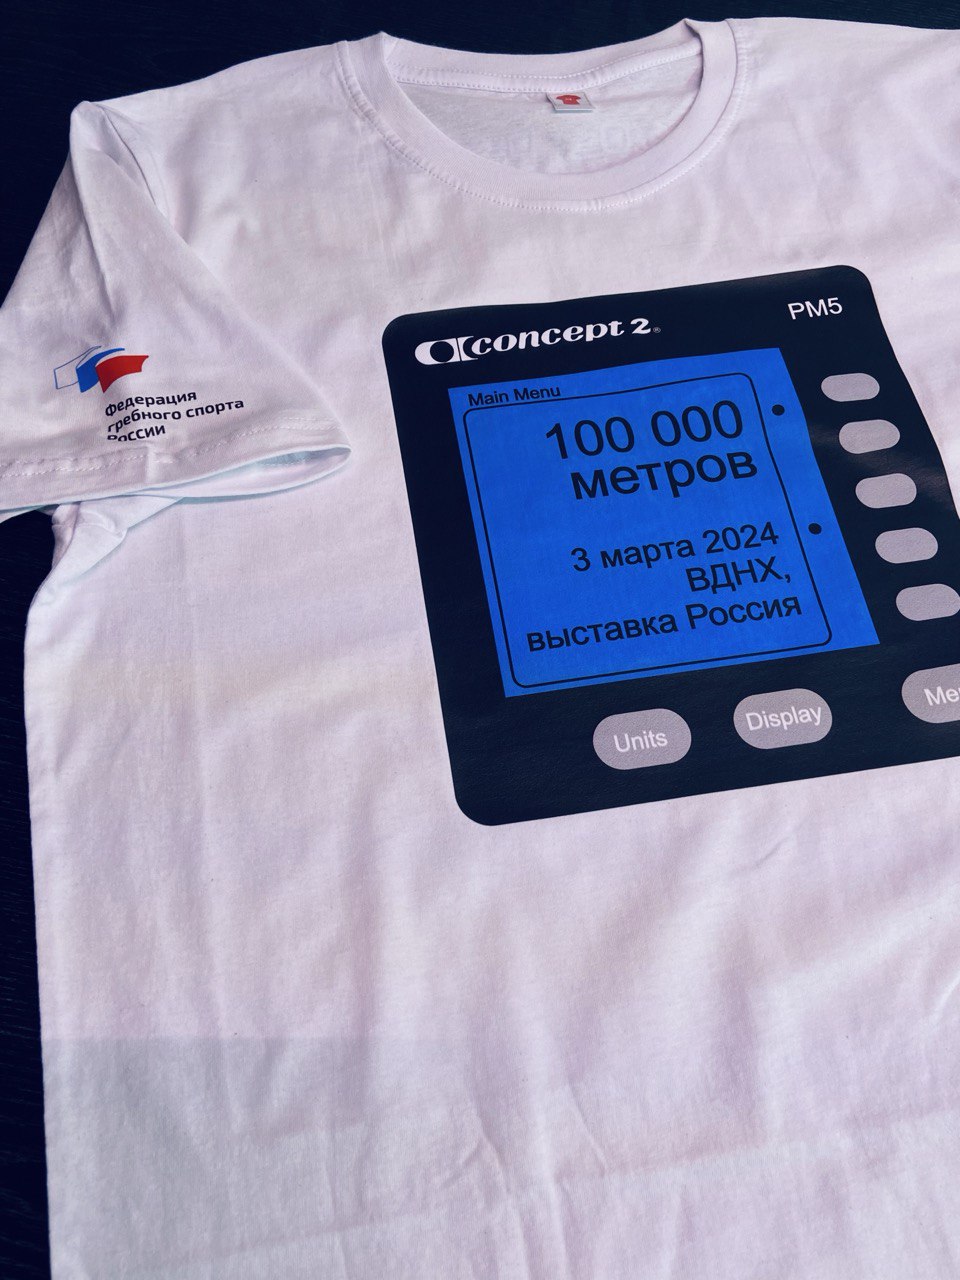 concept 2®
PM5
Main Menu
100 000
метров
3 марта 2024
ВДНХ,
выставка Россия
Units
Display
Me
Федерация
гребного спорта
России